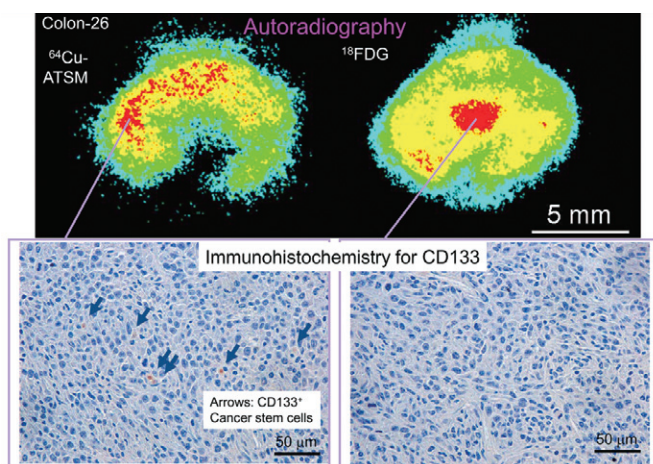 Colon-26
Autoradiography
⁶⁴Cu-
ATSM
¹⁸FDG
5 mm
Immunohistochemistry for CD133
Arrows: CD133⁺
Cancer stem cells
50 μm
50 μm